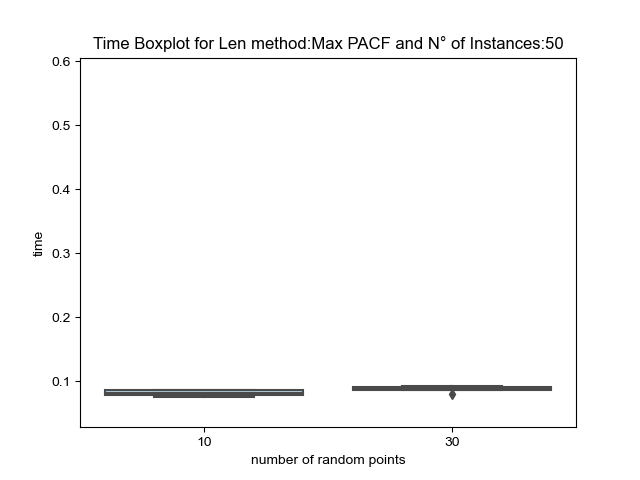 Time Boxplot for Len method:Max PACF and N° of Instances:50
0.6
0.5
0.4
0.3
0.2
0.1
time
10
30
number of random points